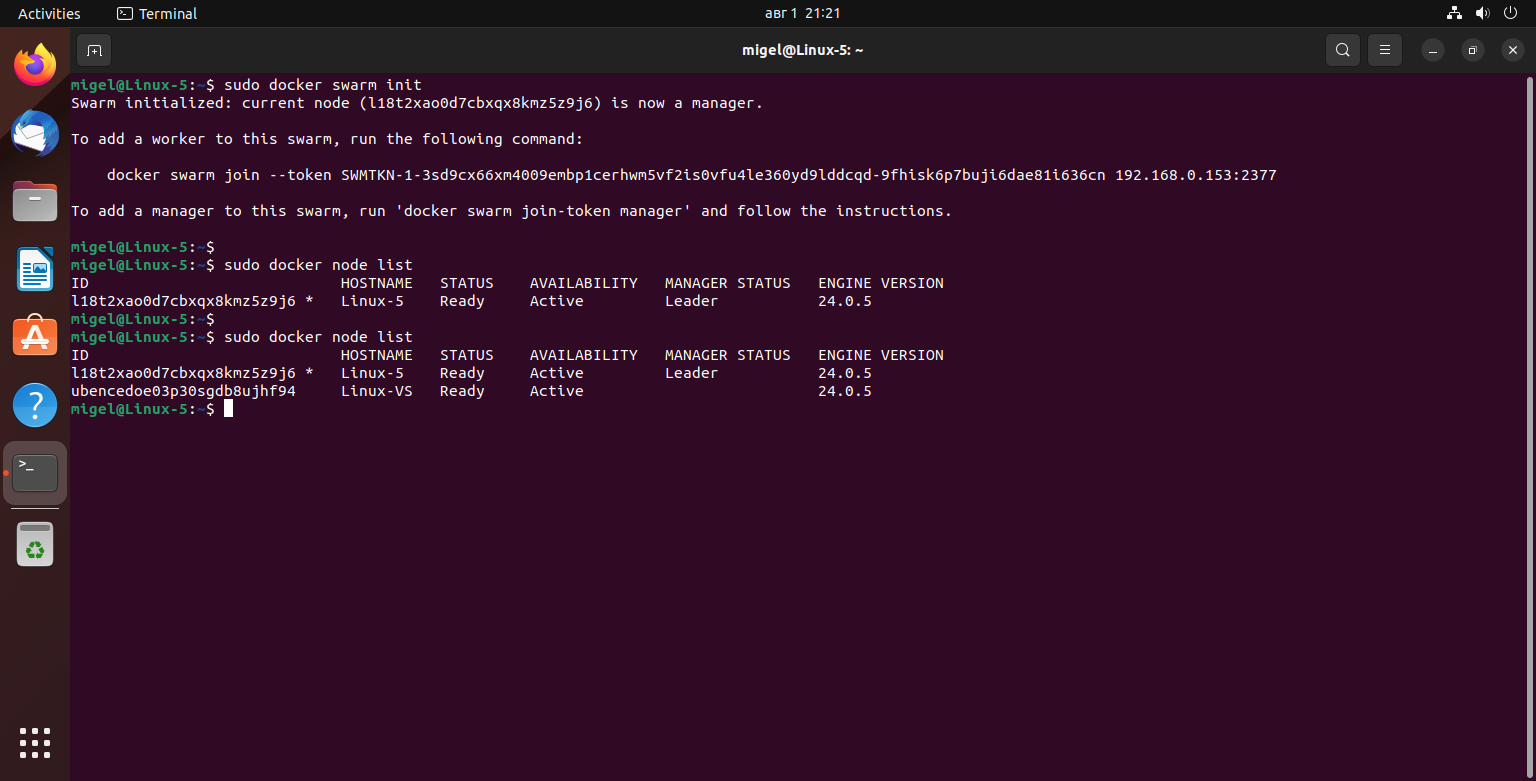 Activities Terminal авг 1 21:21
migel@Linux-5: ~
migel@Linux-5:~$ sudo docker swarm init
Swarm initialized: current node (l18t2xao0d7cbxqx8kmz5z9j6) is now a manager.
To add a worker to this swarm, run the following command:
docker swarm join --token SWMTKN-1-3sd9cx66xm4009embp1cerhwm5vf2is0vfu4le360yd9lddcqd-9fhisk6p7buji6dae81i636cn 192.168.0.153:2377
To add a manager to this swarm, run 'docker swarm join-token manager' and follow the instructions.
migel@Linux-5:~$
migel@Linux-5:~$ sudo docker node list
ID HOSTNAME STATUS AVAILABILITY MANAGER STATUS ENGINE VERSION
l18t2xao0d7cbxqx8kmz5z9j6 * Linux-5 Ready Active Leader 24.0.5
migel@Linux-5:~$
migel@Linux-5:~$ sudo docker node list
ID HOSTNAME STATUS AVAILABILITY MANAGER STATUS ENGINE VERSION
l18t2xao0d7cbxqx8kmz5z9j6 * Linux-5 Ready Active Leader 24.0.5
ubencedoe03p30sgdb8ujhf94 Linux-VS Ready Active 24.0.5
migel@Linux-5:~$